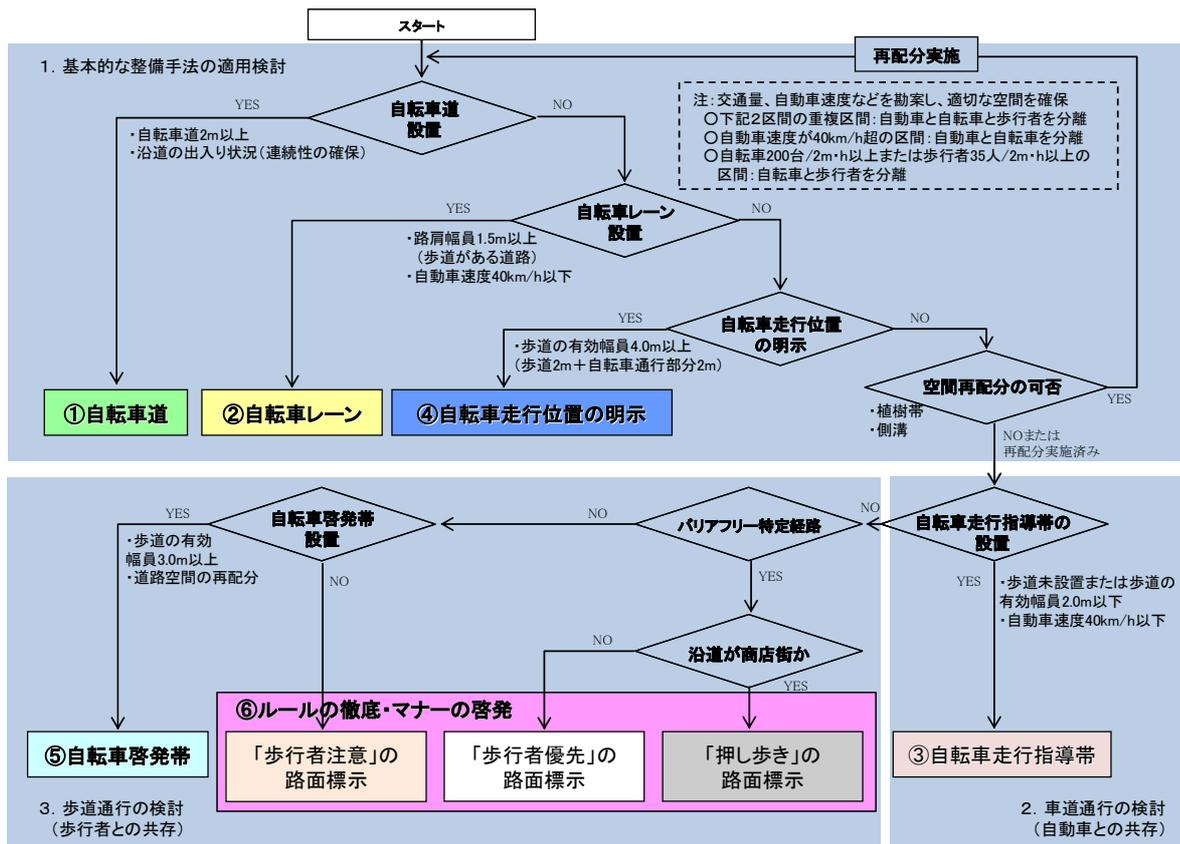 スタート
再配分実施
1．基本的な整備手法の適用検討
YES
自転車道
設置
NO
・自転車道2m以上
・沿道の出入り状況（連続性の確保）
注：交通量、自動車速度などを勘案し、適切な空間を確保
○下記２区間の重複区間：自動車と自転車と歩行者を分離
○自動車速度が40km/h超の区間：自動車と自転車を分離
○自転車200台/2m・h以上または歩行者35人/2m・h以上の
区間：自転車と歩行者を分離
YES
自転車レーン
設置
NO
・路肩幅員1.5m以上
（歩道がある道路）
・自動車速度40km/h以下
YES
自転車走行位置
の明示
NO
・歩道の有効幅員4.0m以上
（歩道2m＋自転車通行部分2m）
空間再配分の可否
YES
・植樹帯
・側溝
①自転車道
②自転車レーン
④自転車走行位置の明示
NOまたは
再配分実施済み
YES
自転車啓発帯
設置
NO
バリアフリー特定経路
NO
自転車走行指導帯の
設置
・歩道の有効
幅員3.0m以上
・道路空間の再配分
NO
YES
YES
・歩道未設置または歩道の
有効幅員2.0m以下
・自動車速度40km/h以下
NO
沿道が商店街か
YES
⑥ルールの徹底・マナーの啓発
⑤自転車啓発帯
「歩行者注意」の
路面標示
「歩行者優先」の
路面標示
「押し歩き」の
路面標示
③自転車走行指導帯
3．歩道通行の検討
（歩行者との共存）
2．車道通行の検討
（自動車との共存）